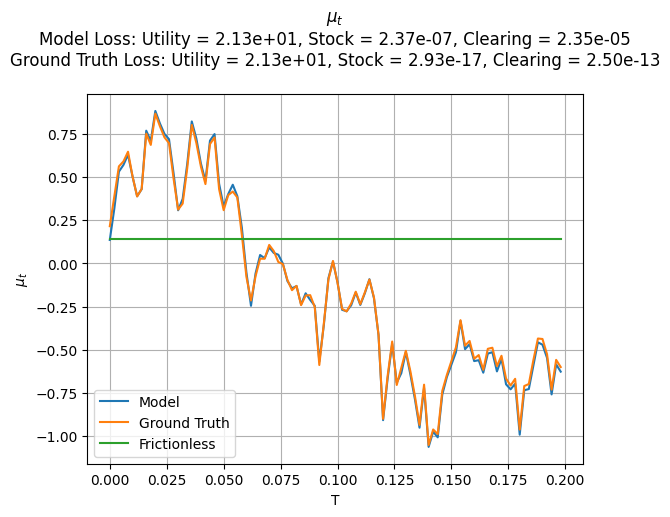 μt
Model Loss: Utility = 2.13e+01, Stock = 2.37e-07, Clearing = 2.35e-05
Ground Truth Loss: Utility = 2.13e+01, Stock = 2.93e-17, Clearing = 2.50e-13
0.75
0.50
0.25
0.00
−0.25
−0.50
−0.75
−1.00
μt
Model
Ground Truth
Frictionless
0.000 0.025 0.050 0.075 0.100 0.125 0.150 0.175 0.200
T